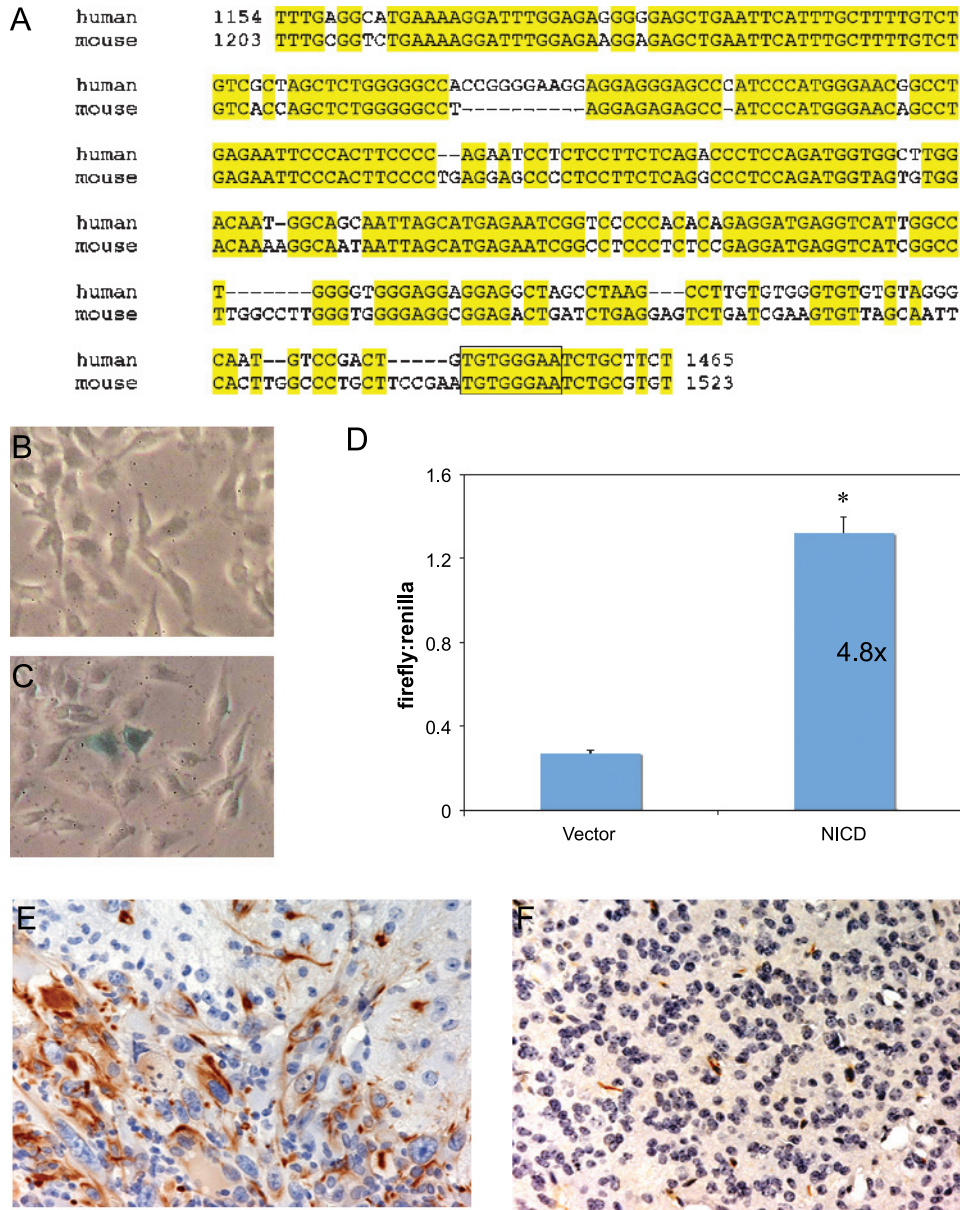 A
human 1154 TTTGAGGCATGAAAAGGATTTGGAGAGGGGGAGCTGAATTCATTTGCTTTTGTCT
mouse 1203 TTTGCGGTCTGAAAAGGATTTGGAGAAGGAGAGCTGAATTCATTTGCTTTTGTCT
human GTCGCTAGCTCTGGGGGCCACCGGGGAAGGAGGAGGGAGCCCATCCCATGGGAACGGCCT
mouse GTCACCAGCTCTGGGGGCCT----------AGGAGAGAGCC-ATCCCATGGGAACAGCCT
human GAGAATTCCCACTTCCCC--AGAATCCTCTCCTTCTCAGACCCTCCAGATGGTGGCTTGG
mouse GAGAATTCCCACTTCCCCTGAGGAGCCCCTCCTTCTCAGGCCCTCCAGATGGTAGTGTGG
human ACAAT-GGCAGCAATTAGCATGAGAATCGGTCCCCCACACAGAGGATGAGGTCATTGGCC
mouse ACAAAAGGCAATAATTAGCATGAGAATCGGCCTCCCTCTCCGAGGATGAGGTCATCGGCC
human T-------GGGGTGGGAGGAGGAGGCTAGCCTAAG---CCTTGTGTGGGTGTGTGTAGGG
mouse TTGGCCTTGGGTGGGGAGGCGGAGACTGATCTGAGGAGTCTGATCGAAGTGTTAGCAATT
human CAAT--GTCCGACT-----GTGTGGGAATCTGCTTCT 1465
mouse CACTTGGCCCTGCTTCCGAATGTGGGAATCTGCGTGT 1523
B
C
D
firefly:renilla
1.6
1.2
0.8
0.4
0
*
4.8x
Vector NICD
E
F